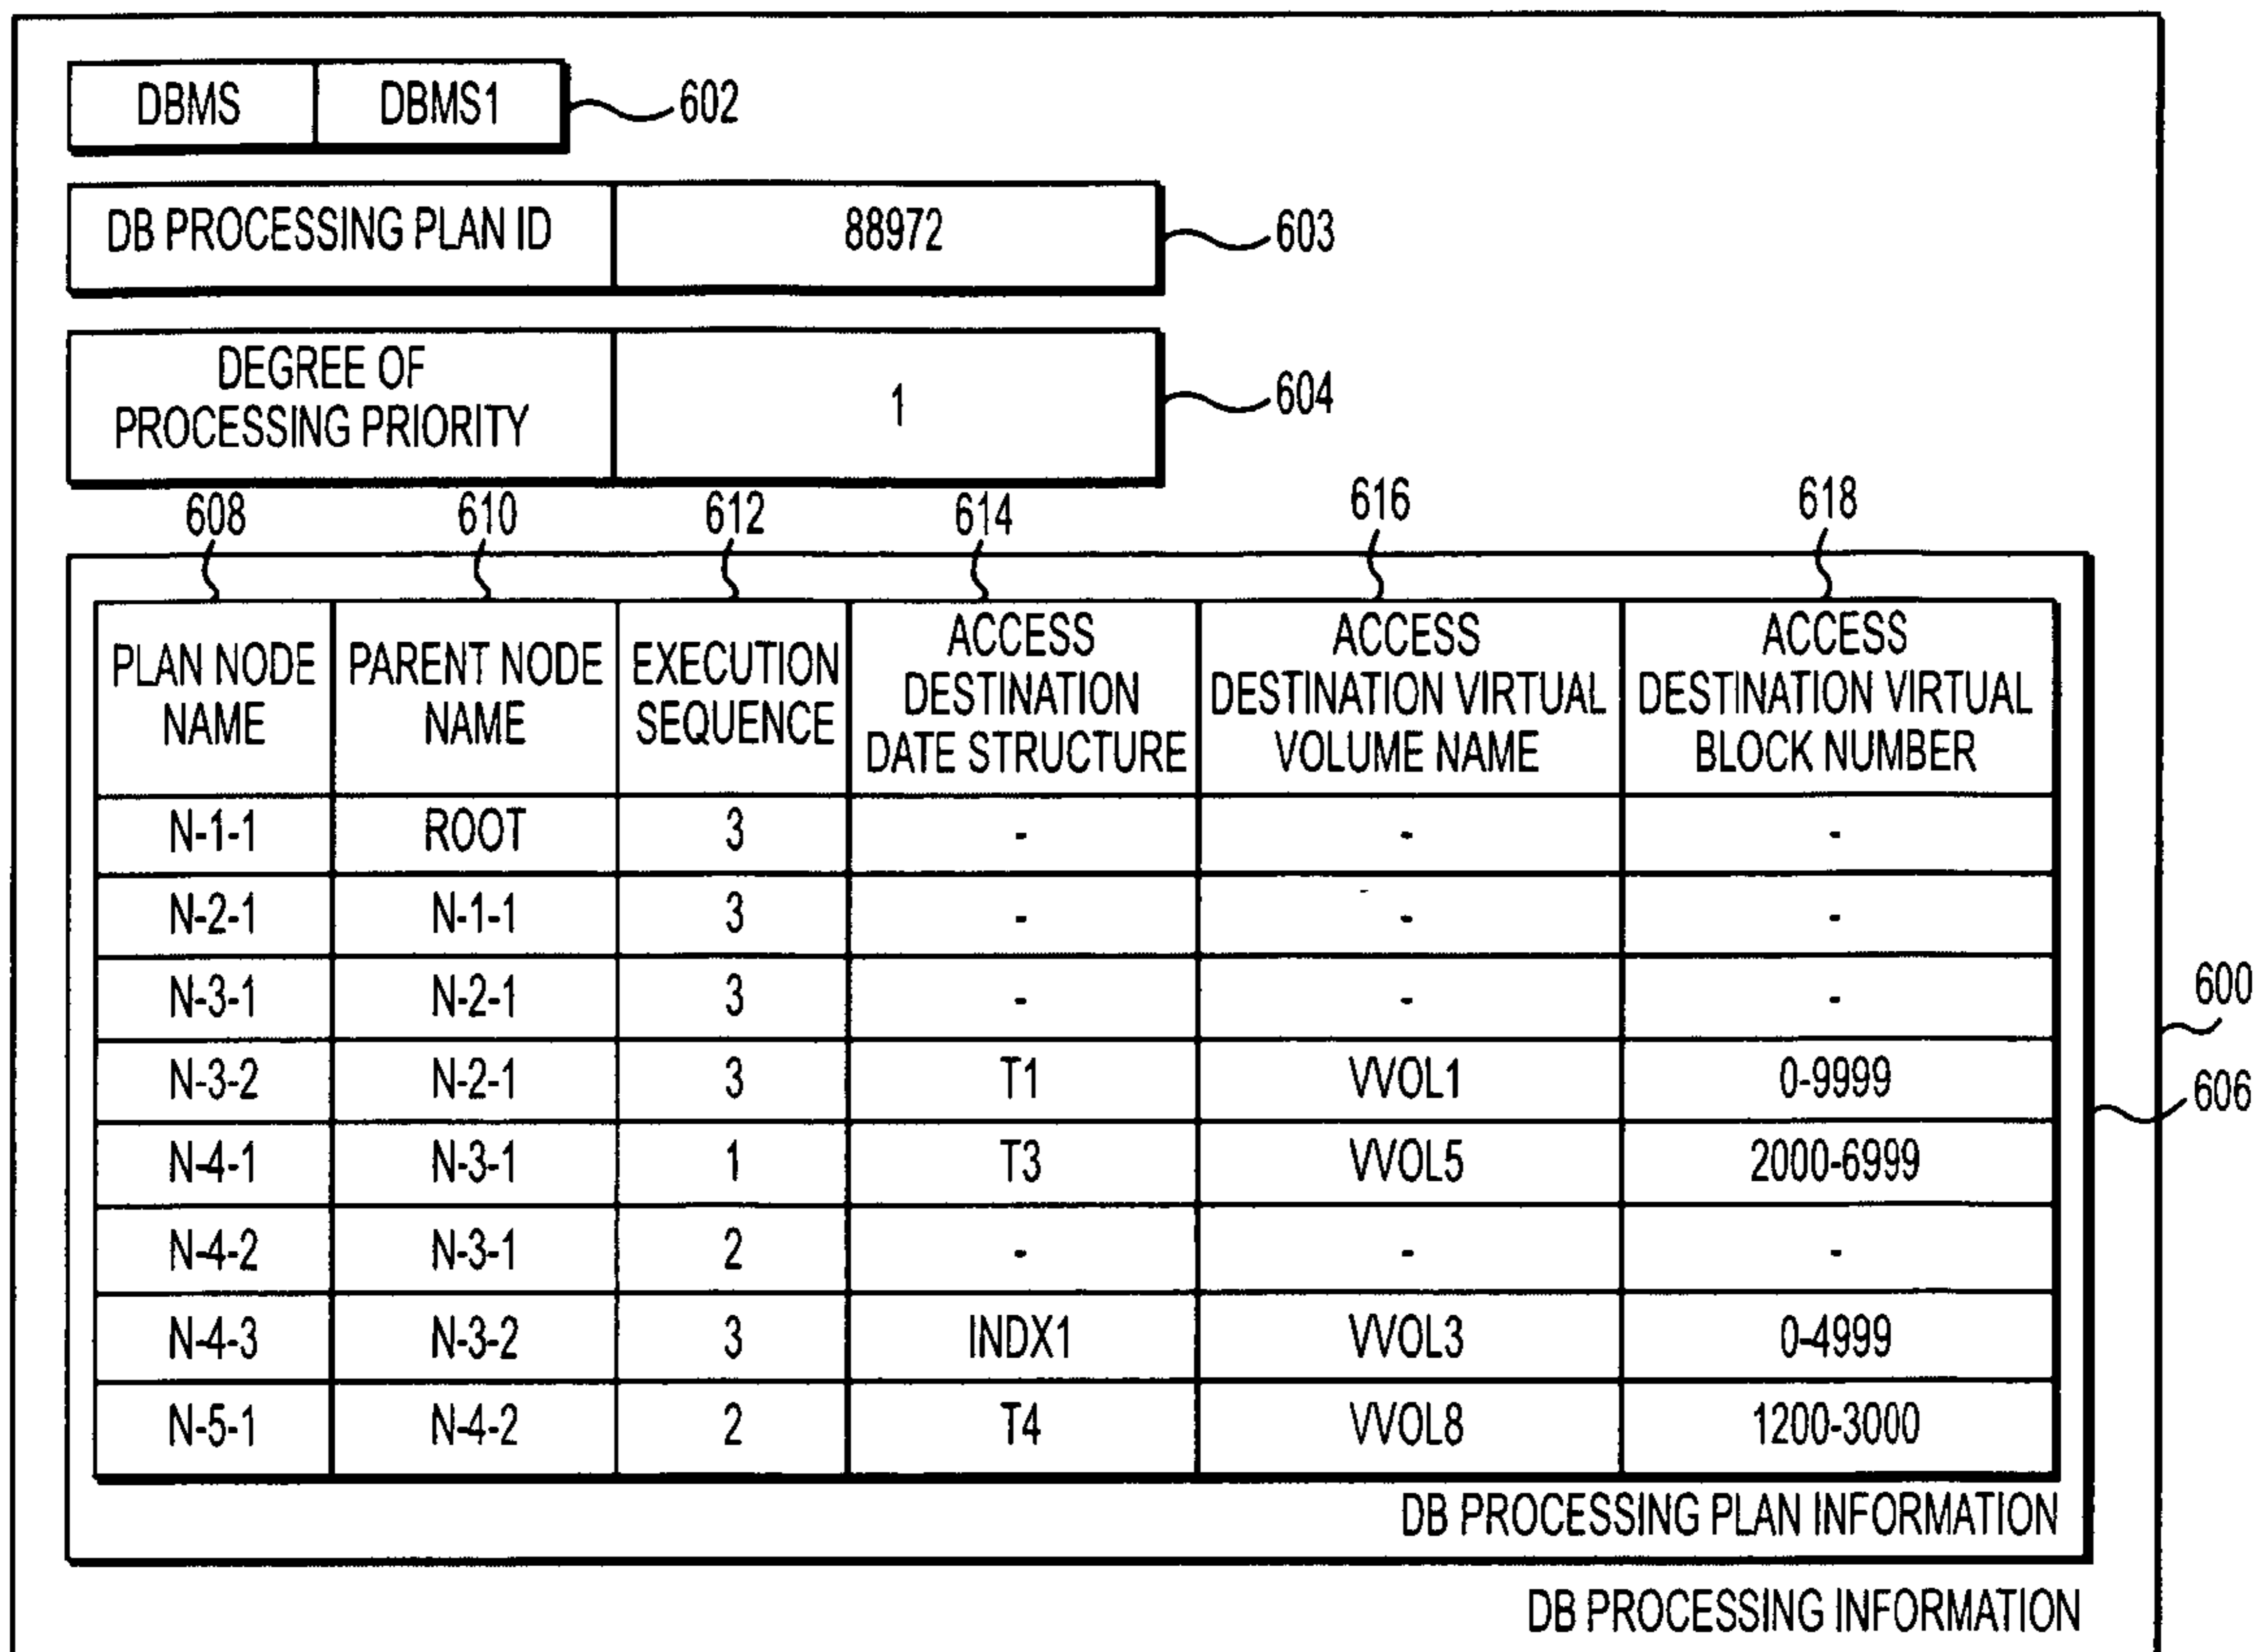 DBMS DBMS1 602
DB PROCESSING PLAN ID 88972 603
DEGREE OF
PROCESSING PRIORITY 1 604
608 610 612 614 616 618
PLAN NODE NAME PARENT NODE NAME EXECUTION SEQUENCE ACCESS DESTINATION DATE STRUCTURE ACCESS DESTINATION VIRTUAL VOLUME NAME ACCESS DESTINATION VIRTUAL BLOCK NUMBER
N-1-1 ROOT 3 - - -
N-2-1 N-1-1 3 - - -
N-3-1 N-2-1 3 - - -
600
N-3-2 N-2-1 3 T1 VVOL1 0-9999
606
N-4-1 N-3-1 1 T3 VVOL5 2000-6999
N-4-2 N-3-1 2 - - -
N-4-3 N-3-2 3 INDX1 VVOL3 0-4999
N-5-1 N-4-2 2 T4 VVOL8 1200-3000
DB PROCESSING PLAN INFORMATION
DB PROCESSING INFORMATION